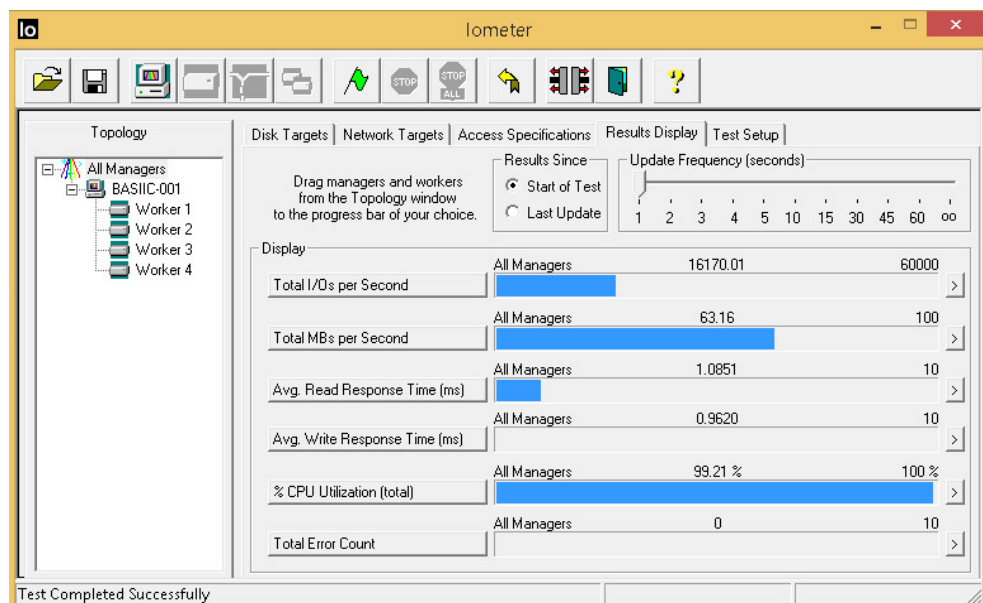 Io
Iometer
STOP
STOP ALL
?
Topology
All Managers
BASIIC-001
Worker 1
Worker 2
Worker 3
Worker 4
Disk Targets Network Targets Access Specifications Results Display Test Setup
Drag managers and workers
from the Topology window
to the progress bar of your choice.
Results Since
Start of Test
Last Update
Update Frequency (seconds)
1 2 3 4 5 10 15 30 45 60 oo
Display
All Managers 16170.01 60000
Total I/Os per Second >
All Managers 63.16 100
Total MBs per Second >
All Managers 1.0851 10
Avg. Read Response Time (ms) >
All Managers 0.9620 10
Avg. Write Response Time (ms) >
All Managers 99.21 % 100 %
% CPU Utilization (total) >
All Managers 0 10
Total Error Count >
Test Completed Successfully